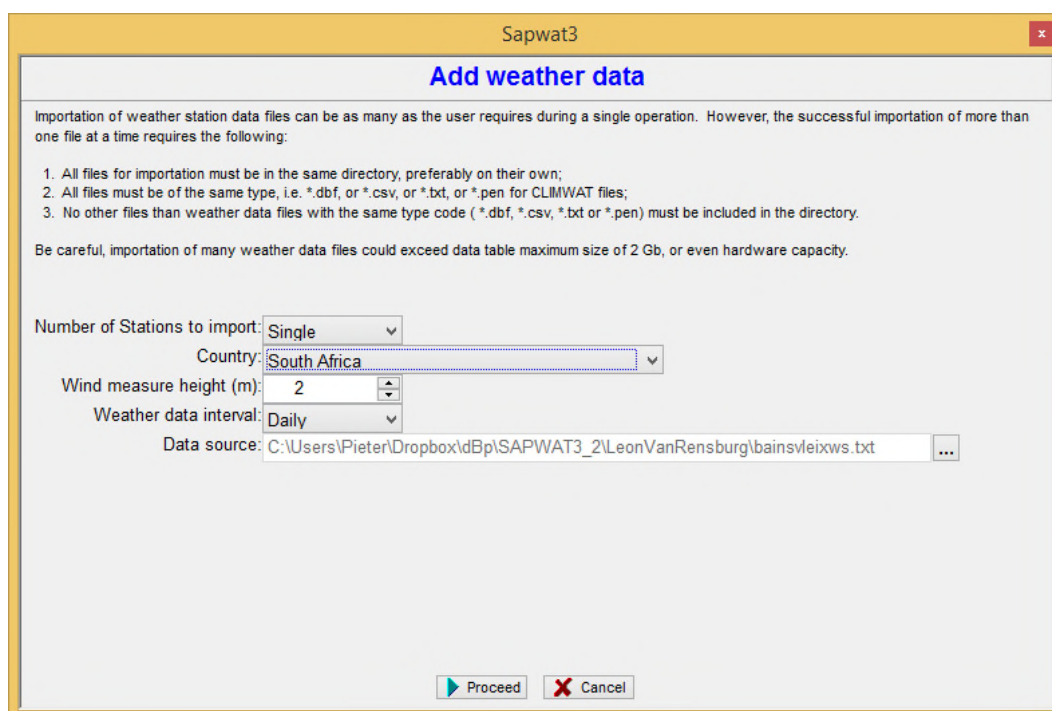 Sapwat3
x
Add weather data
Importation of weather station data files can be as many as the user requires during a single operation.  However, the successful importation of more than
one file at a time requires the following:
1.  All files for importation must be in the same directory, preferably on their own;
2.  All files must be of the same type, i.e. *.dbf, or *.csv, or *.txt, or *.pen for CLIMWAT files;
3.  No other files than weather data files with the same type code ( *.dbf, *.csv, *.txt or *.pen) must be included in the directory.
Be careful, importation of many weather data files could exceed data table maximum size of 2 Gb, or even hardware capacity.
Number of Stations to import: Single
Country: South Africa
Wind measure height (m): 2
Weather data interval: Daily
Data source: C:\Users\Pieter\Dropbox\dBp\SAPWAT3_2\LeonVanRensburg\bainsvleixws.txt ...
Proceed Cancel